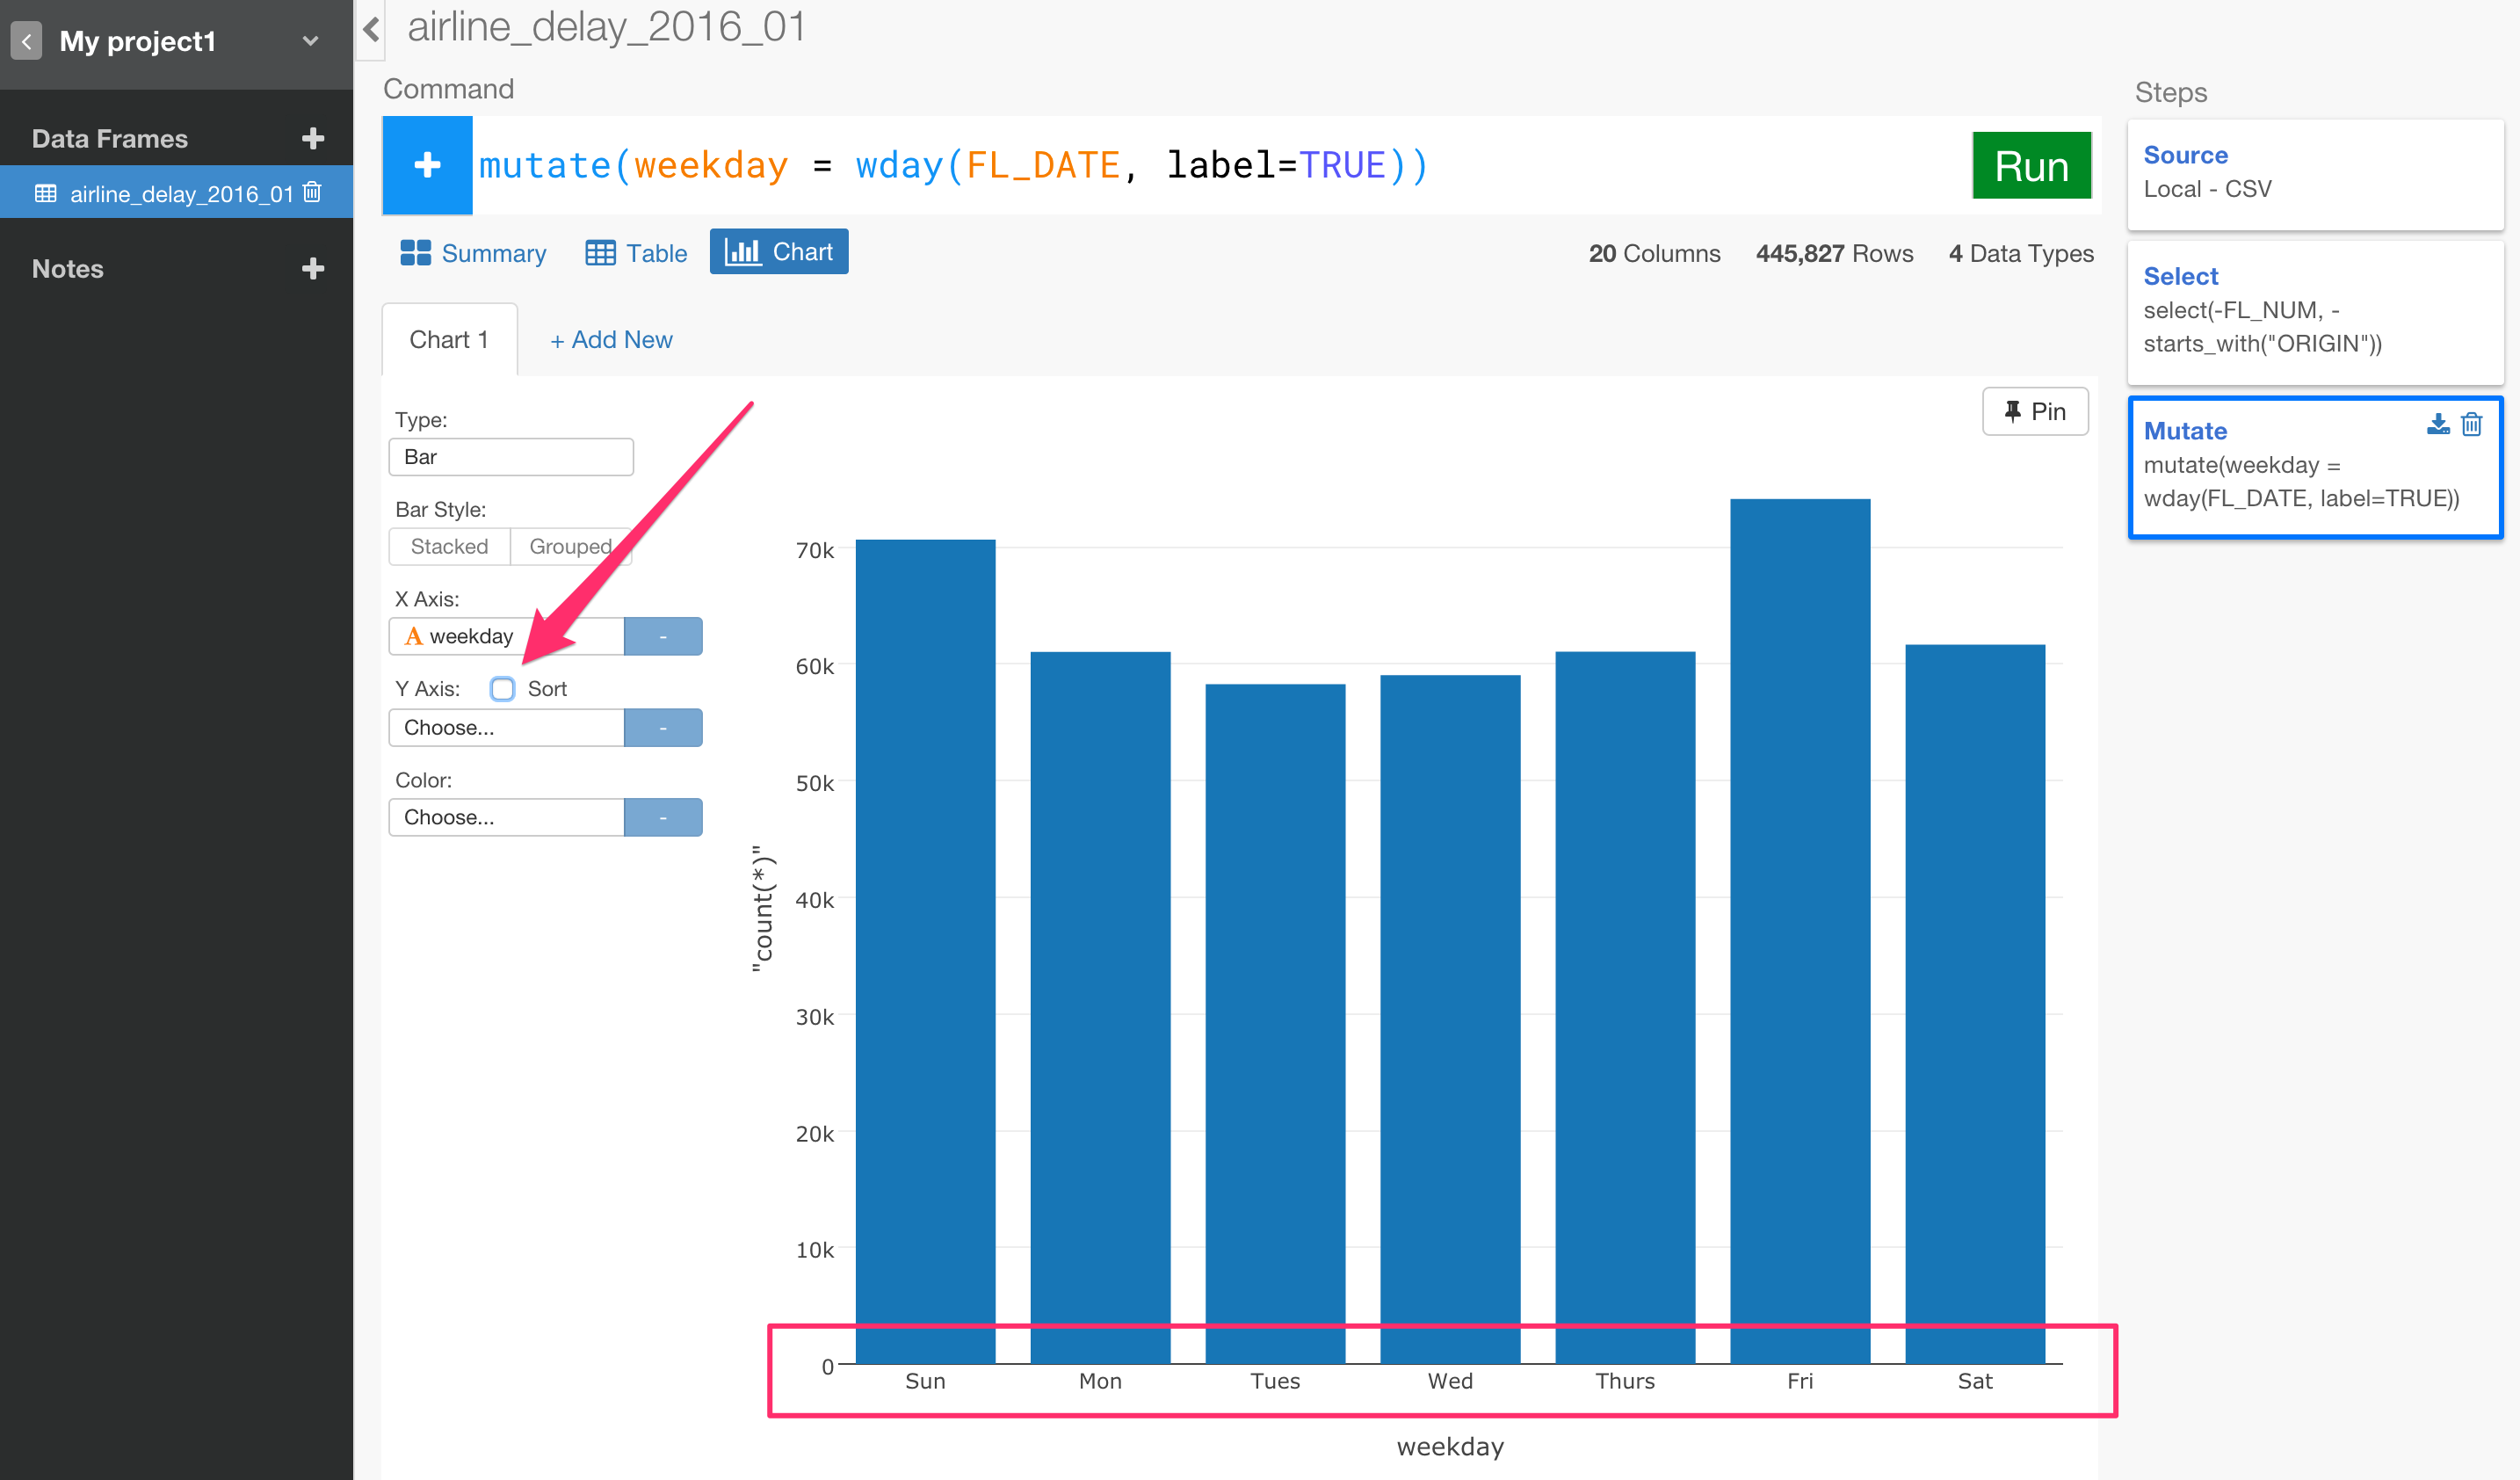 My project1
Data Frames
airline_delay_2016_01
Notes
airline_delay_2016_01
Command
mutate(weekday = wday(FL_DATE, label=TRUE))
Run
Summary
Table
Chart
20 Columns 445,827 Rows 4 Data Types
Chart 1
+ Add New
Pin
Type:
Bar
Bar Style:
Stacked Grouped
X Axis:
A weekday -
Y Axis: Sort
Choose... -
Color:
Choose... -
"count(*)"
70k
60k
50k
40k
30k
20k
10k
0
Sun Mon Tues Wed Thurs Fri Sat
weekday
Steps
Source
Local - CSV
Select
select(-FL_NUM, -
starts_with("ORIGIN"))
Mutate
mutate(weekday =
wday(FL_DATE, label=TRUE))